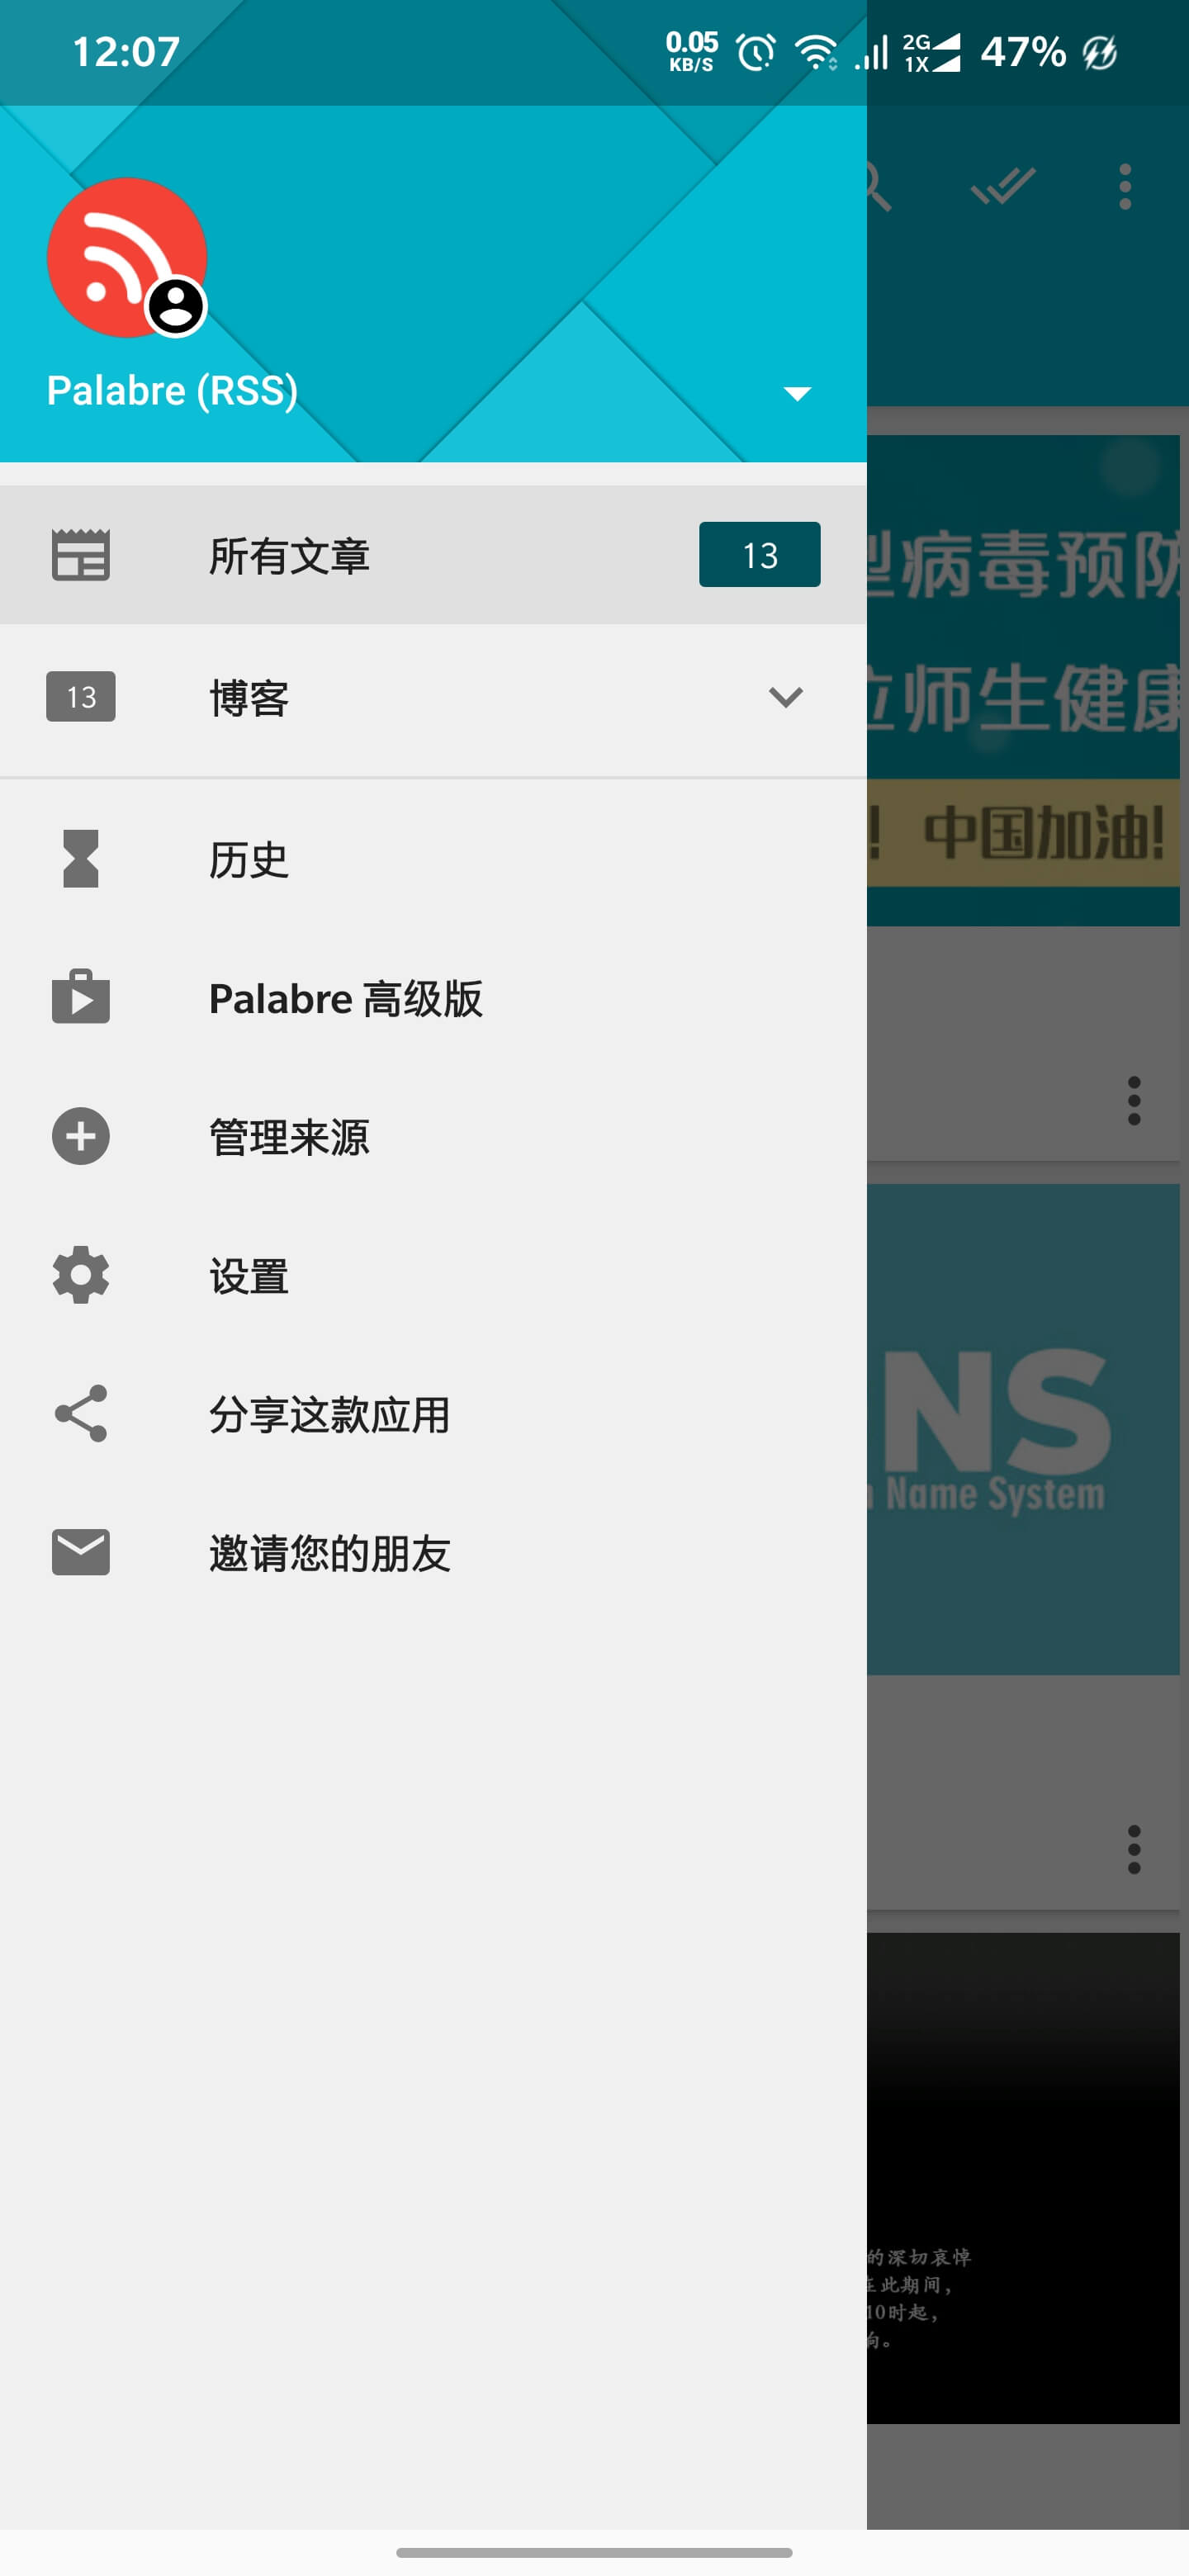 12:07
0.05
KB/S
2G
1X
47%
Palabre (RSS)
所有文章
13
13
博客
历史
Palabre 高级版
管理来源
设置
分享这款应用
邀请您的朋友
病毒预防
师生健康
！中国加油!
NS
Name System
的深切哀悼
在此期间，
10时起，
响。